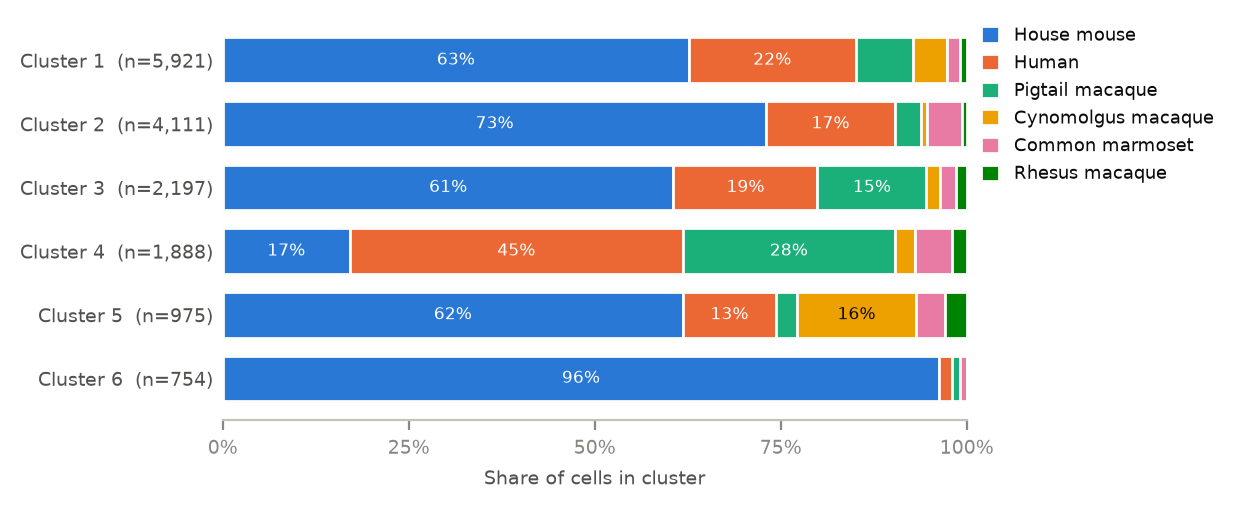 House mouse
Human
Pigtail macaque
Cynomolgus macaque
Common marmoset
Rhesus macaque
Cluster 1 (n=5,921) 63% 22%
Cluster 2 (n=4,111) 73% 17%
Cluster 3 (n=2,197) 61% 19% 15%
Cluster 4 (n=1,888) 17% 45% 28%
Cluster 5 (n=975) 62% 13% 16%
Cluster 6 (n=754) 96%
0% 25% 50% 75% 100%
Share of cells in cluster